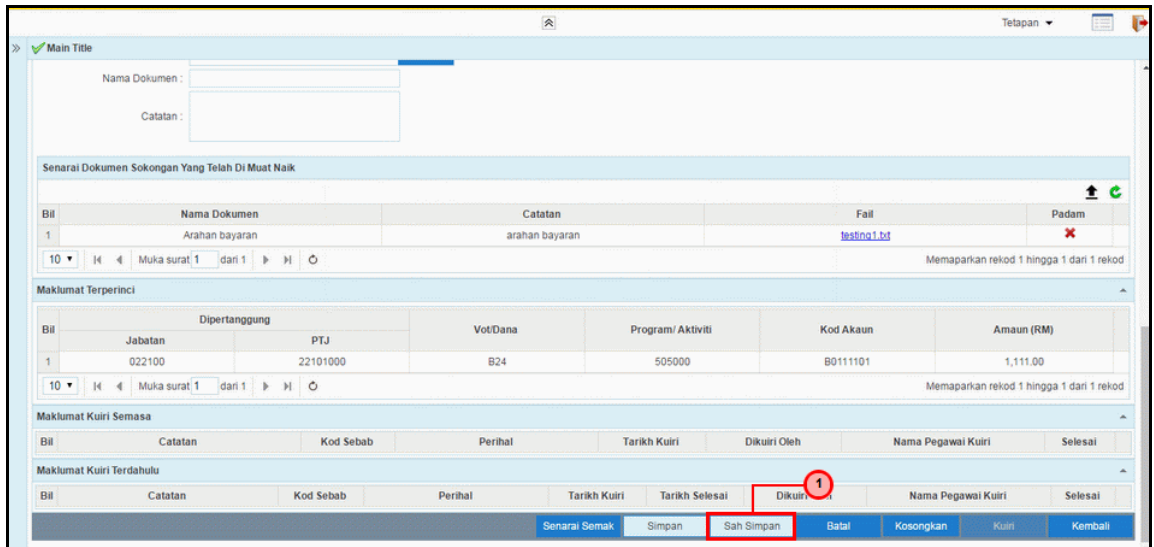 Tetapan
Main Title
Nama Dokumen :
Catatan :
Senarai Dokumen Sokongan Yang Telah Di Muat Naik
Bil Nama Dokumen Catatan Fail Padam
1 Arahan bayaran arahan bayaran testing1.txt
10 Muka surat 1 dari 1 Memaparkan rekod 1 hingga 1 dari 1 rekod
Maklumat Terperinci
Bil Dipertanggung Vot/Dana Program/ Aktiviti Kod Akaun Amaun (RM)
Jabatan PTJ
1 022100 22101000 B24 505000 B0111101 1,111.00
10 Muka surat 1 dari 1 Memaparkan rekod 1 hingga 1 dari 1 rekod
Maklumat Kuiri Semasa
Bil Catatan Kod Sebab Perihal Tarikh Kuiri Dikuiri Oleh Nama Pegawai Kuiri Selesai
Maklumat Kuiri Terdahulu
1
Bil Catatan Kod Sebab Perihal Tarikh Kuiri Tarikh Selesai Nama Pegawai Kuiri Selesai
Senarai Semak Simpan Sah Simpan Batal Kosongkan Kuiri Kembali